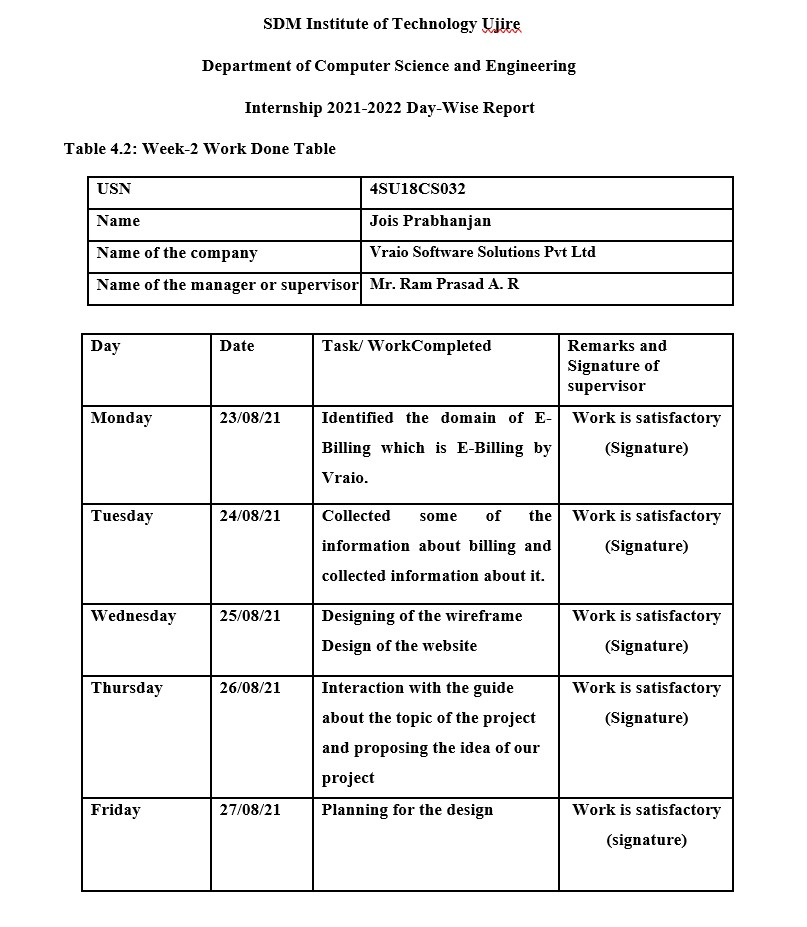 SDM Institute of Technology Ujire
Department of Computer Science and Engineering
Internship 2021-2022 Day-Wise Report
Table 4.2: Week-2 Work Done Table
USN 4SU18CS032
Name Jois Prabhanjan
Name of the company Vraio Software Solutions Pvt Ltd
Name of the manager or supervisor Mr. Ram Prasad A. R
Day Date Task/ WorkCompleted Remarks and
Signature of
supervisor
Monday 23/08/21 Identified the domain of E- Work is satisfactory
Billing which is E-Billing by (Signature)
Vraio.
Tuesday 24/08/21 Collected some of the Work is satisfactory
information about billing and (Signature)
collected information about it.
Wednesday 25/08/21 Designing of the wireframe Work is satisfactory
Design of the website (Signature)
Thursday 26/08/21 Interaction with the guide Work is satisfactory
about the topic of the project (Signature)
and proposing the idea of our
project
Friday 27/08/21 Planning for the design Work is satisfactory
(signature)